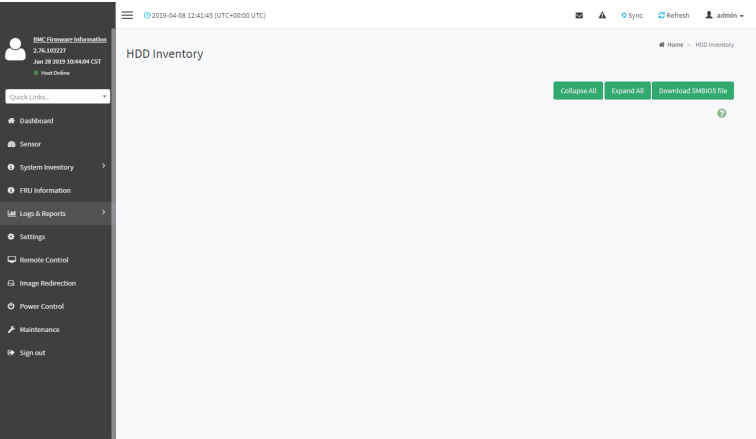 2019-04-08 12:41:45 (UTC+00:00 UTC)
Sync
Refresh
admin
BMC Firmware Information
2.76.103227
Jan 28 2019 10:44:04 CST
Host Online
Quick Links...
Dashboard
Sensor
System Inventory
FRU Information
Logs & Reports
Settings
Remote Control
Image Redirection
Power Control
Maintenance
Sign out
HDD Inventory
Home > HDD Inventory
Collapse All
Expand All
Download SMBIOS file